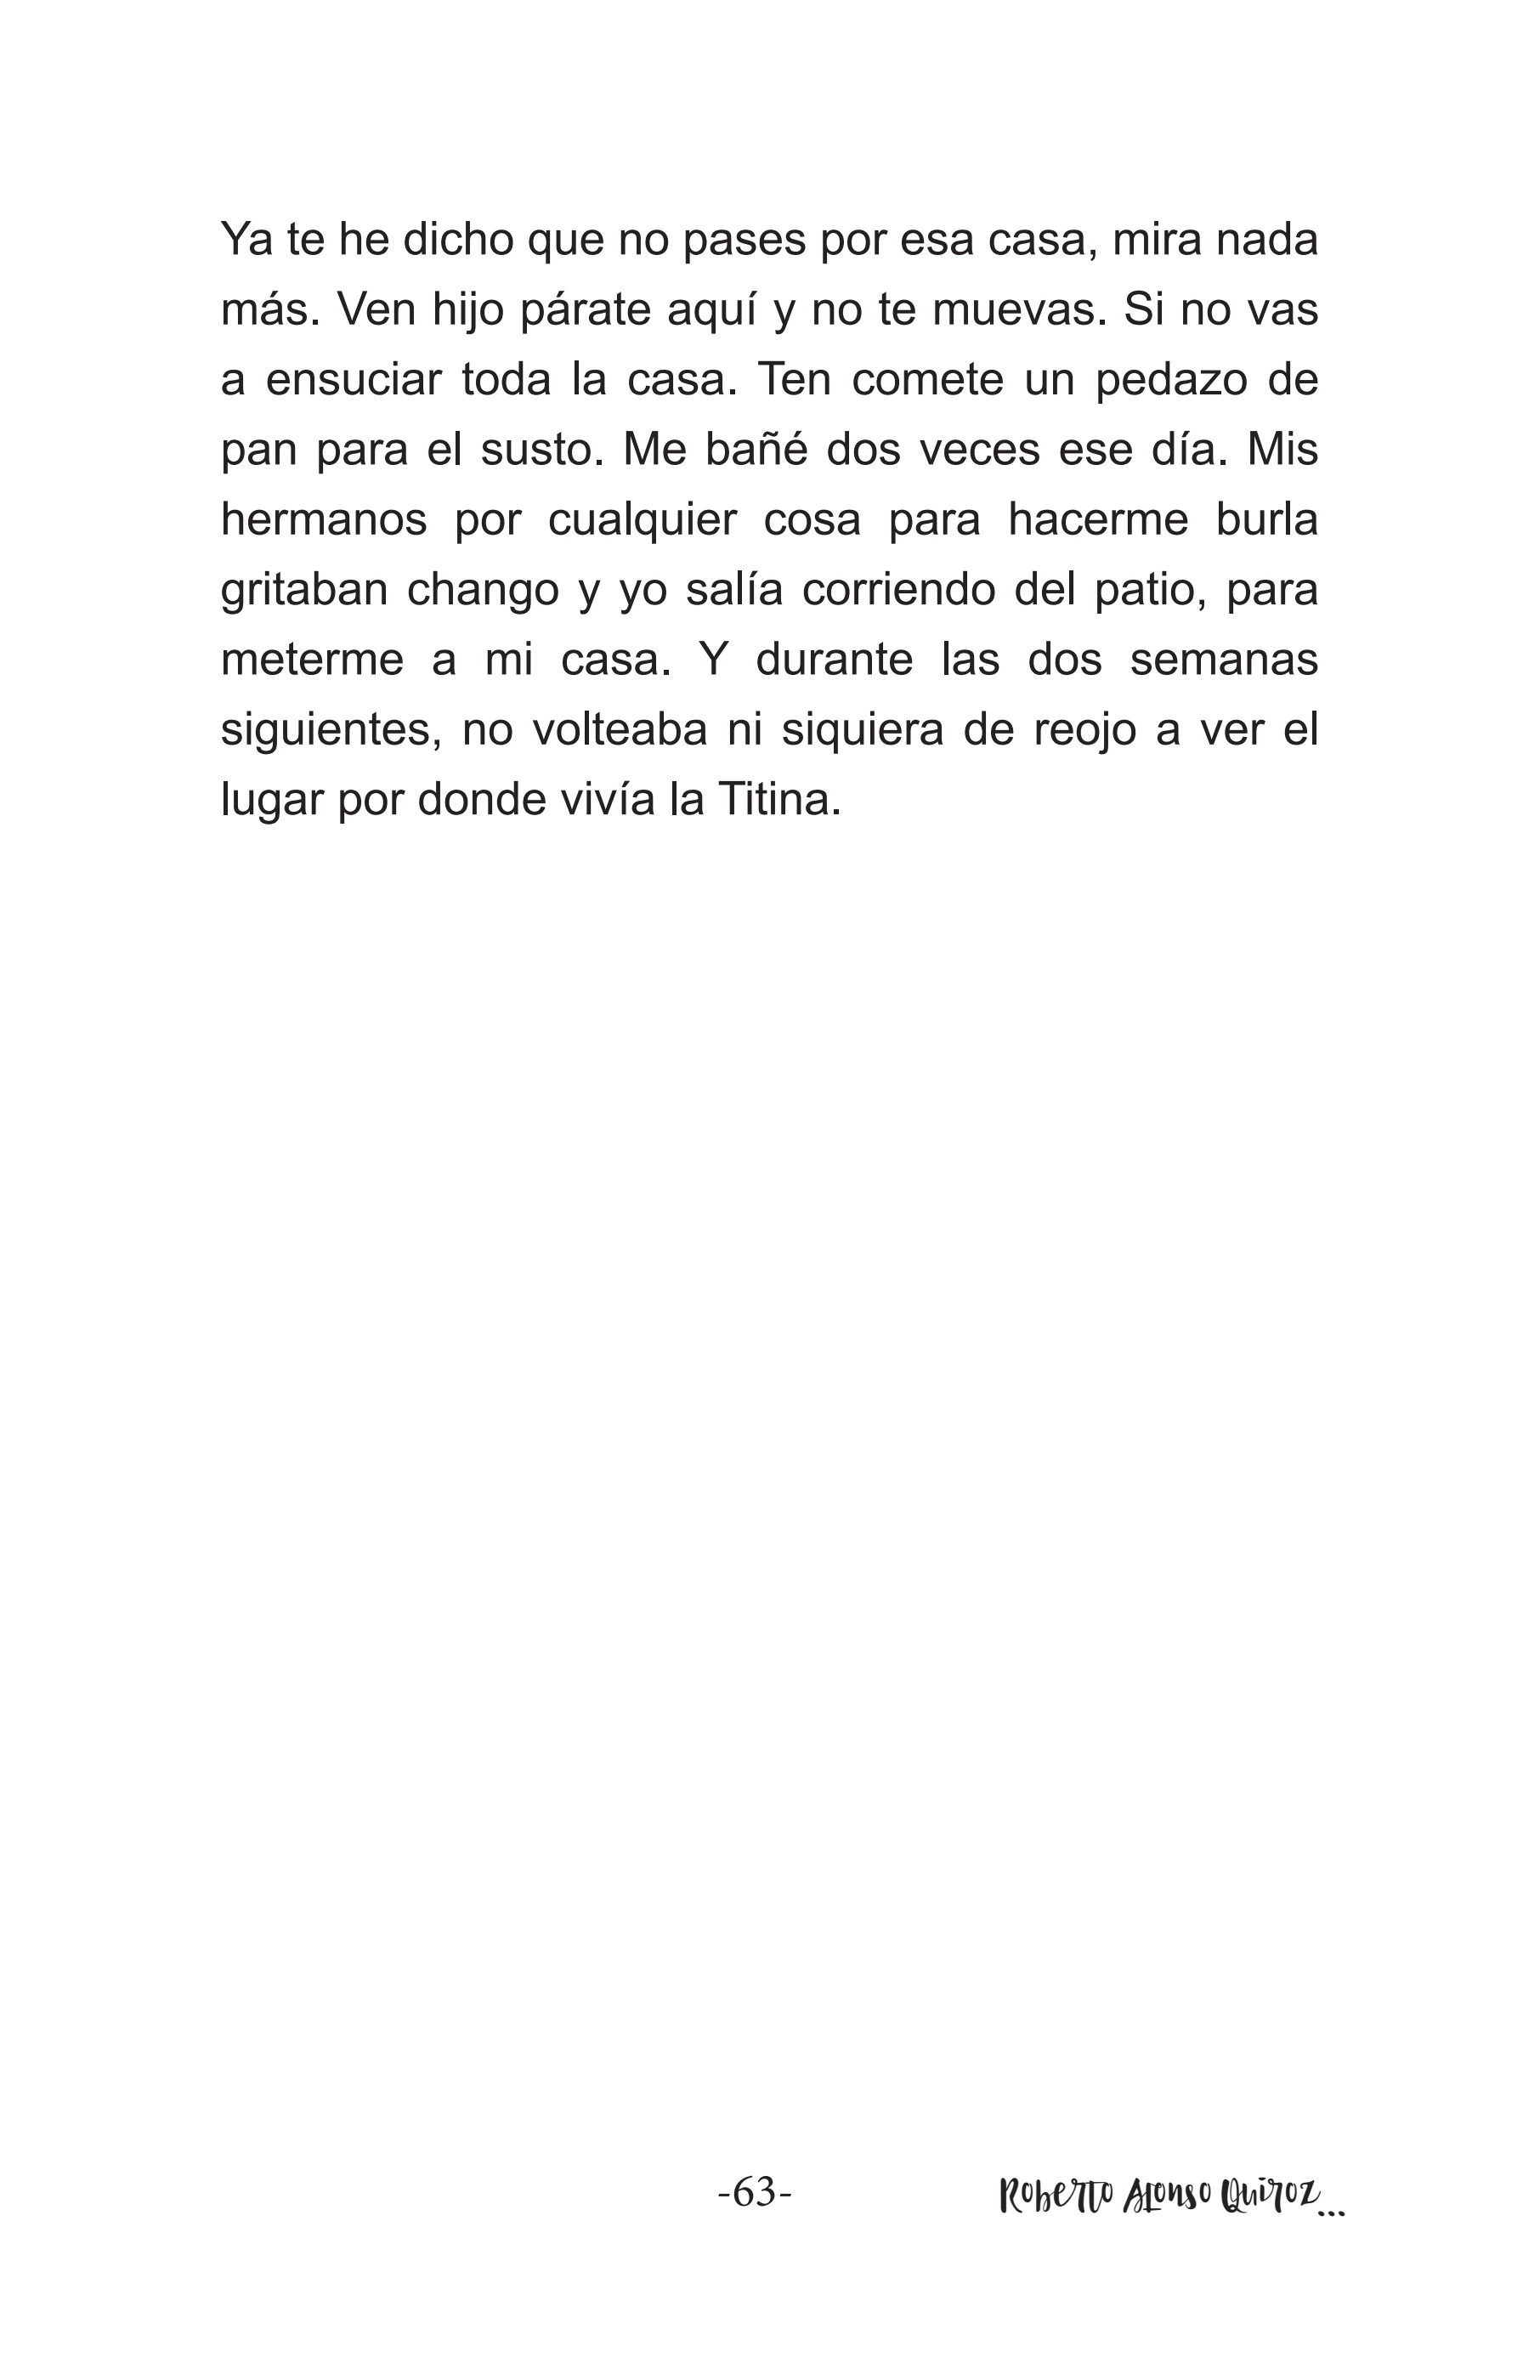 Ya te he dicho que no pases por esa casa, mira nada
más. Ven hijo párate aquí y no te muevas. Si no vas
a ensuciar toda la casa. Ten comete un pedazo de
pan para el susto. Me bañé dos veces ese día. Mis
hermanos por cualquier cosa para hacerme burla
gritaban chango y yo salía corriendo del patio, para
meterme a mi casa. Y durante las dos semanas
siguientes, no volteaba ni siquiera de reojo a ver el
lugar por donde vivía la Titina.
-63- Roberto Alonso Quiroz...